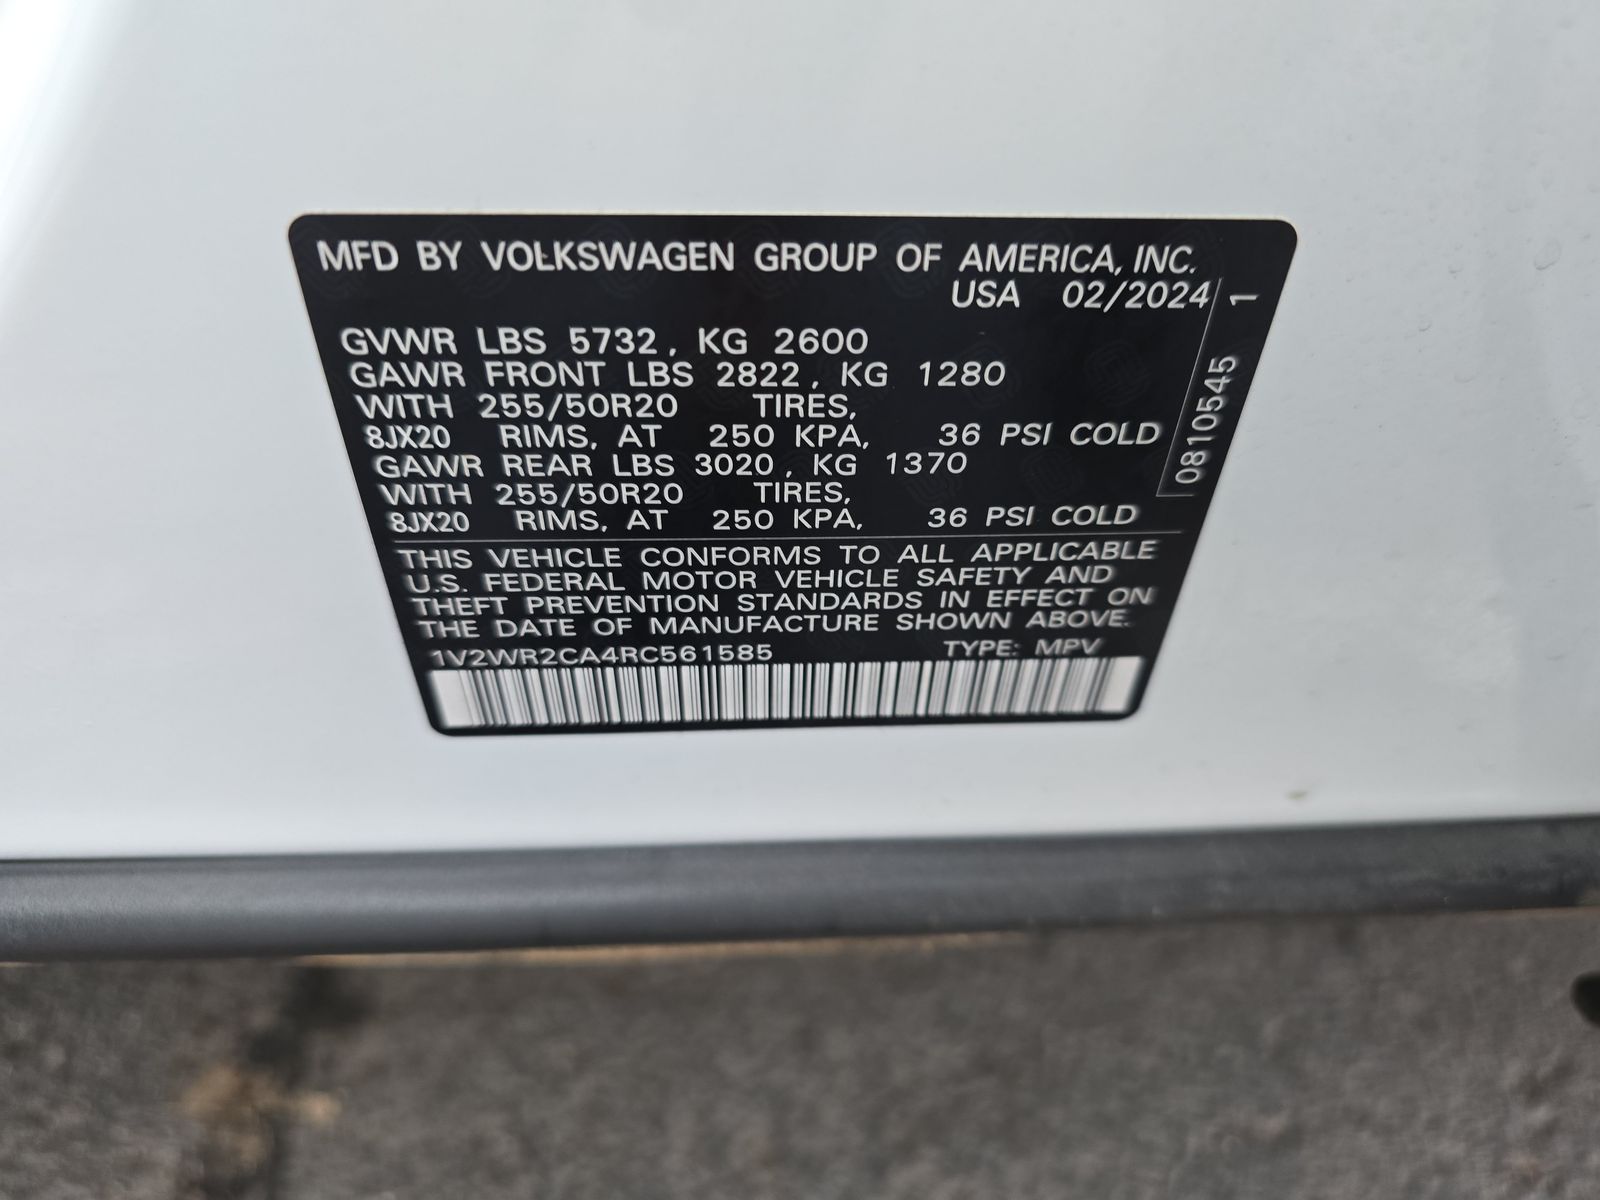 MFD BY VOLKSWAGEN GROUP OF AMERICA, INC.
USA 02/2024
GVWR LBS 5732, KG 2600
GAWR FRONT LBS 2822, KG 1280
WITH 255/50R20 TIRES,
8JX20 RIMS, AT 250 KPA, 36 PSI COLD
GAWR REAR LBS 3020, KG 1370
WITH 255/50R20 TIRES,
8JX20 RIMS, AT 250 KPA, 36 PSI COLD
THIS VEHICLE CONFORMS TO ALL APPLICABLE
U.S. FEDERAL MOTOR VEHICLE SAFETY AND
THEFT PREVENTION STANDARDS IN EFFECT ON
THE DATE OF MANUFACTURE SHOWN ABOVE.
1V2WR2CA4RC561585 TYPE: MPV
0810545 1